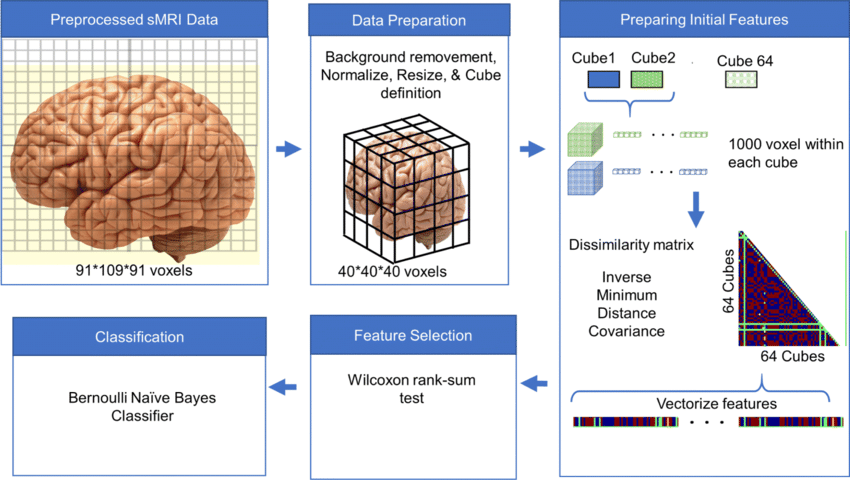 Preprocessed sMRI Data
91*109*91 voxels
Data Preparation
Background removement,
Normalize, Resize, & Cube
definition
40*40*40 voxels
Preparing Initial Features
Cube1
Cube2
Cube 64
1000 voxel within
each cube
Dissimilarity matrix
Inverse
Minimum
Distance
Covariance
64 Cubes
64 Cubes
Vectorize features
Feature Selection
Wilcoxon rank-sum
test
Classification
Bernoulli Naïve Bayes
Classifier